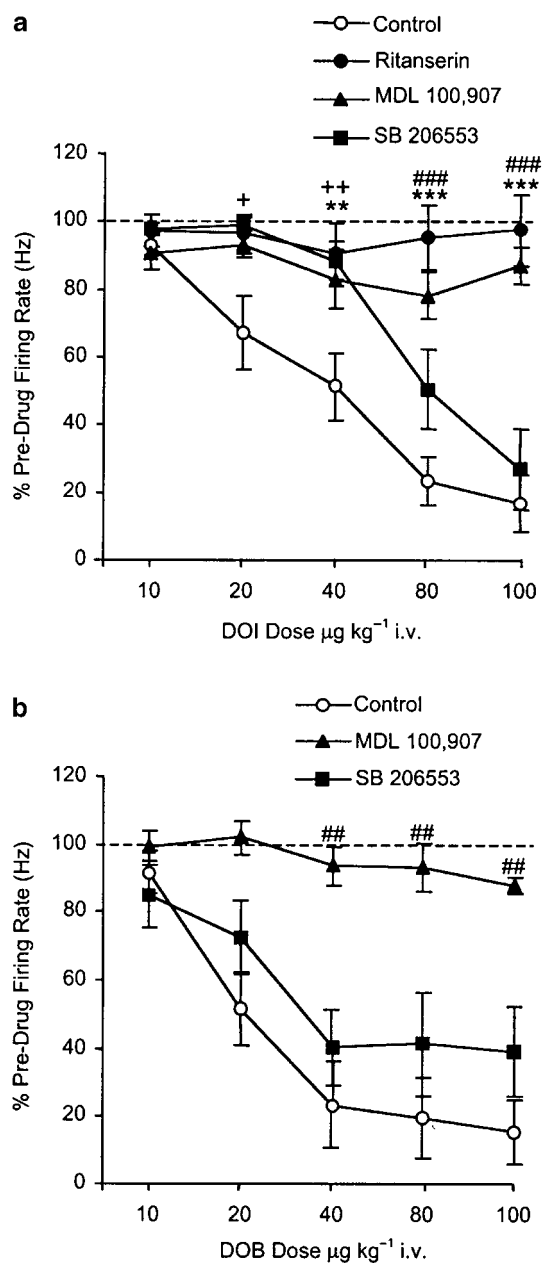 a
Control
Ritanserin
MDL 100,907
SB 206553
120
100
80
60
40
20
0
% Pre-Drug Firing Rate (Hz)
+
++
**
###
***
###
***
10 20 40 80 100
DOI Dose μg kg⁻¹ i.v.
b
Control
MDL 100,907
SB 206553
120
100
80
60
40
20
0
% Pre-Drug Firing Rate (Hz)
##
##
##
10 20 40 80 100
DOB Dose μg kg⁻¹ i.v.